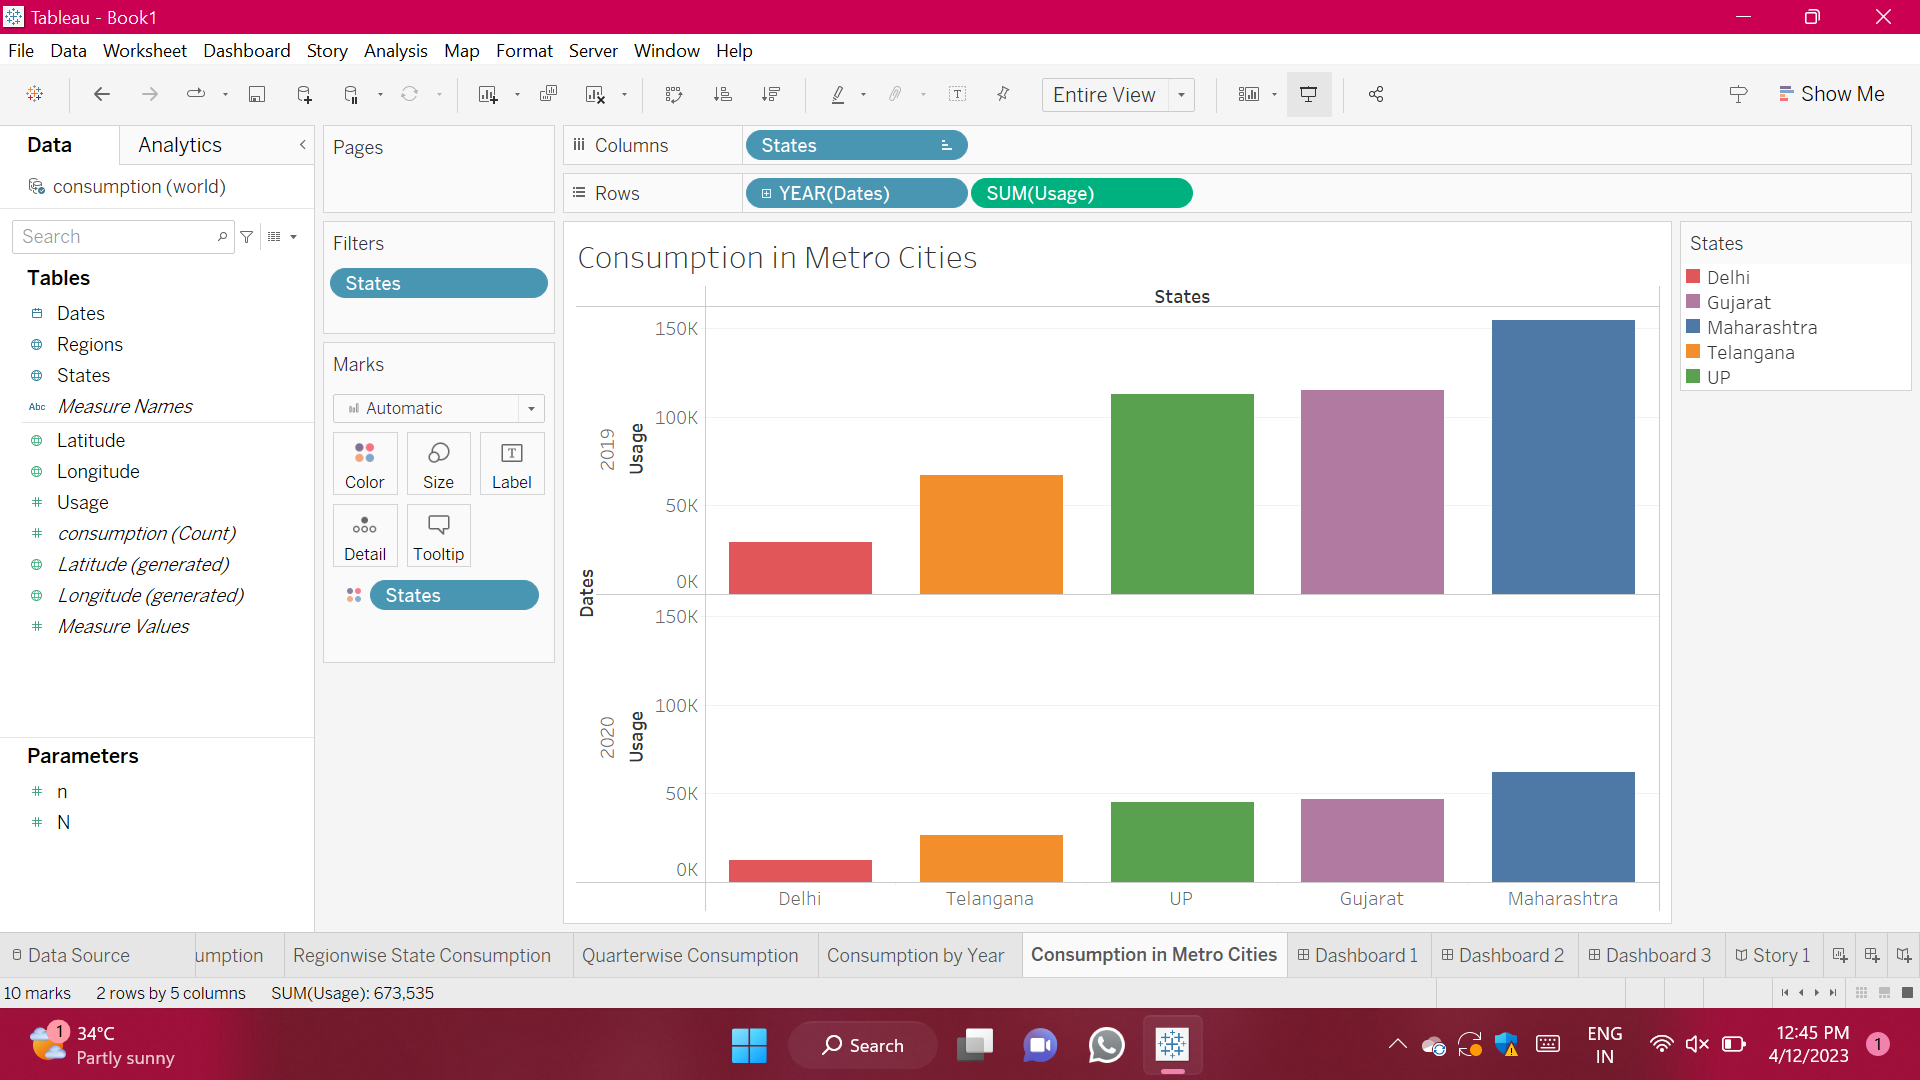 Tableau - Book1
File Data Worksheet Dashboard Story Analysis Map Format Server Window Help
Entire View
Show Me
Data Analytics
consumption (world)
Search
Tables
Dates
Regions
States
Abc Measure Names
Latitude
Longitude
Usage
consumption (Count)
Latitude (generated)
Longitude (generated)
Measure Values
Parameters
n
N
Pages
Filters
States
Marks
Automatic
Color Size Label
Detail Tooltip
States
Columns States
Rows YEAR(Dates) SUM(Usage)
Consumption in Metro Cities
States
Dates
2019
Usage
150K
100K
50K
0K
2020
Usage
150K
100K
50K
0K
Delhi Telangana UP Gujarat Maharashtra
States
Delhi
Gujarat
Maharashtra
Telangana
UP
Data Source umption Regionwise State Consumption Quarterwise Consumption Consumption by Year Consumption in Metro Cities Dashboard 1 Dashboard 2 Dashboard 3 Story 1
10 marks 2 rows by 5 columns SUM(Usage): 673,535
1 34°C
Partly sunny
Search
ENG
IN
12:45 PM
4/12/2023
1